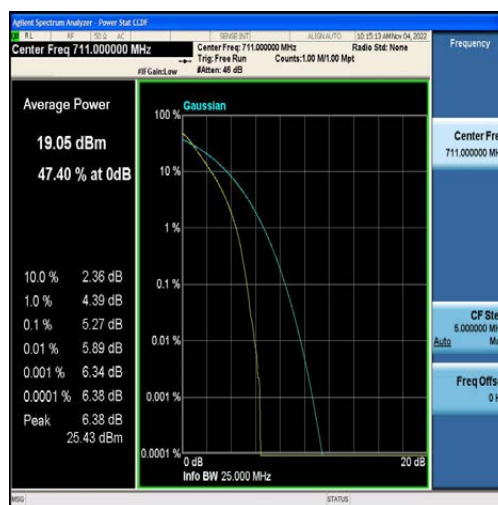 Agilent Spectrum Analyzer - Power Stat CCDF
RL RF 50 Ω AC SENSE:INT ALIGN AUTO 10:15:13 AM Nov 04, 2022
Center Freq 711.000000 MHz
Center Freq: 711.000000 MHz Radio Std: None
Trig: Free Run Counts:1.00 M/1.00 Mpt
#IFGain:Low #Atten: 46 dB
Frequency
Average Power
19.05 dBm
47.40 % at 0dB
10.0 % 2.36 dB
1.0 % 4.39 dB
0.1 % 5.27 dB
0.01 % 5.89 dB
0.001 % 6.34 dB
0.0001 % 6.38 dB
Peak 6.38 dB
25.43 dBm
Gaussian
100 %
10 %
1 %
0.1 %
0.01 %
0.001 %
0.0001 %
0 dB 20 dB
Info BW 25.000 MHz
Center Fre
711.000000 MH
CF Ste
5.000000 MH
Auto Ma
Freq Offs
0 H
MSG STATUS